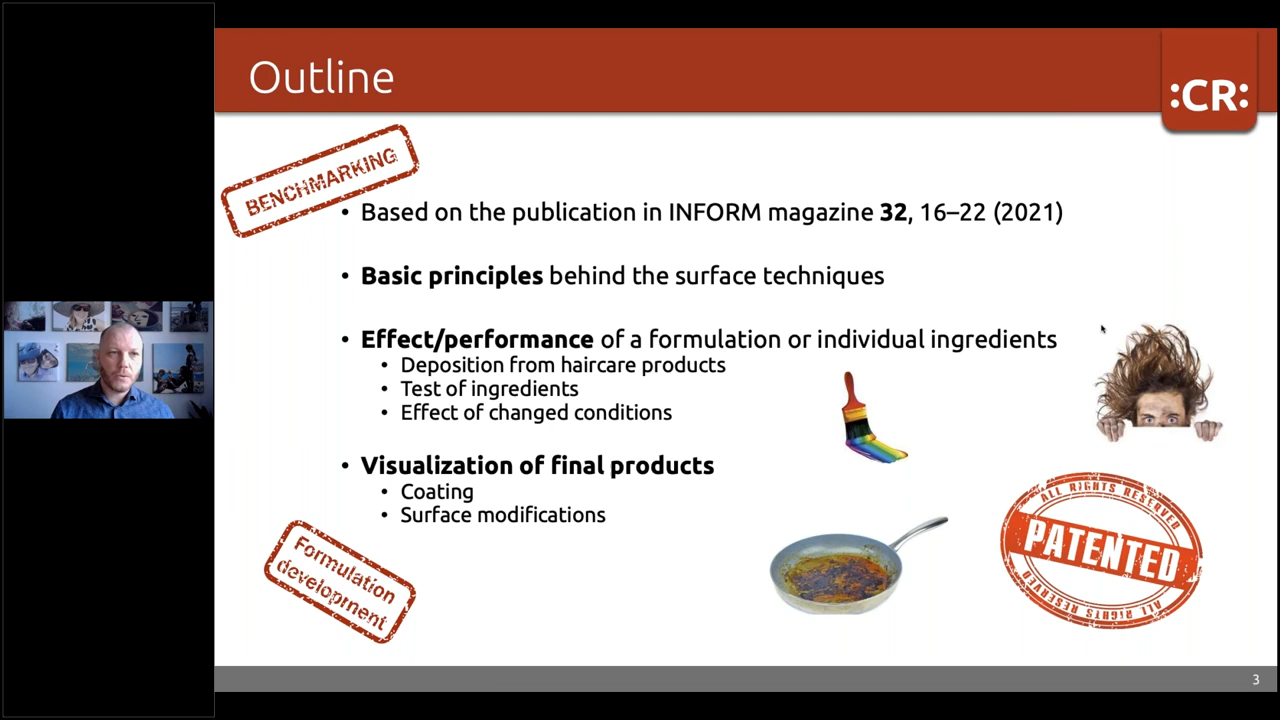 Outline
:CR:
BENCHMARKING
• Based on the publication in INFORM magazine 32, 16–22 (2021)
• Basic principles behind the surface techniques
• Effect/performance of a formulation or individual ingredients
• Deposition from haircare products
• Test of ingredients
• Effect of changed conditions
• Visualization of final products
• Coating
• Surface modifications
Formulation
development
ALL RIGHTS RESERVED
PATENTED
ALL RIGHTS RESERVED
3